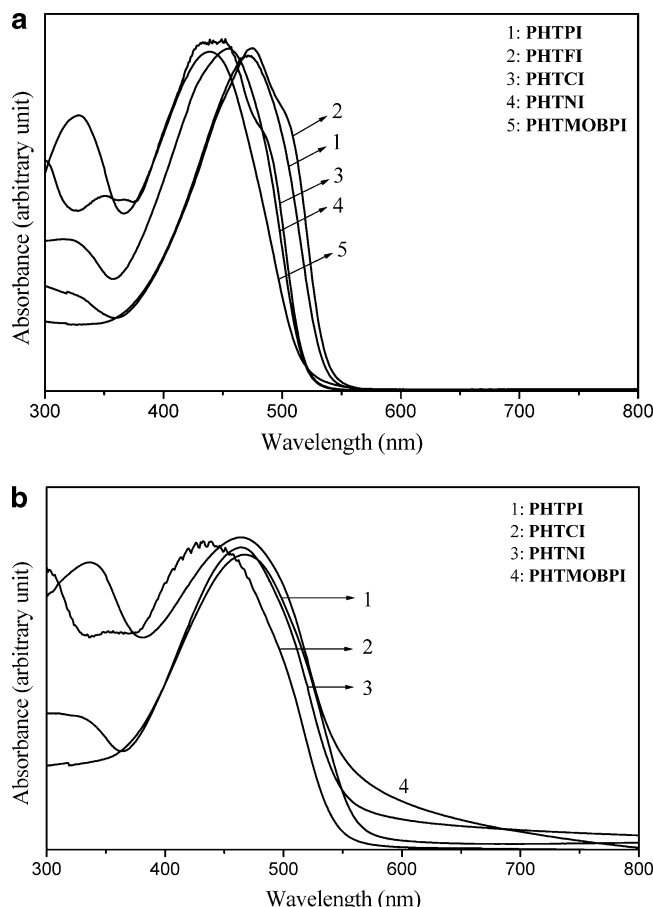 a
1: PHTPI
2: PHTFI
3: PHTCI
4: PHTNI
5: PHTMOBPI
2
1
3
4
5
Absorbance (arbitrary unit)
300 400 500 600 700 800
Wavelength (nm)
b
1: PHTPI
2: PHTCI
3: PHTNI
4: PHTMOBPI
1
2
3
4
Absorbance (arbitrary unit)
300 400 500 600 700 800
Wavelength (nm)